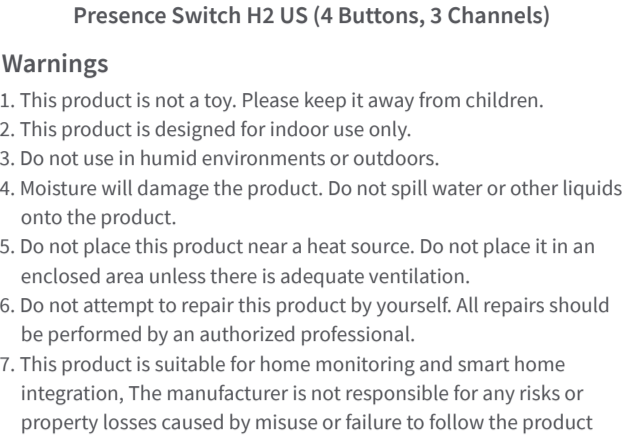 Presence Switch H2 US (4 Buttons, 3 Channels)
Warnings
1. This product is not a toy. Please keep it away from children.
2. This product is designed for indoor use only.
3. Do not use in humid environments or outdoors.
4. Moisture will damage the product. Do not spill water or other liquids
onto the product.
5. Do not place this product near a heat source. Do not place it in an
enclosed area unless there is adequate ventilation.
6. Do not attempt to repair this product by yourself. All repairs should
be performed by an authorized professional.
7. This product is suitable for home monitoring and smart home
integration, The manufacturer is not responsible for any risks or
property losses caused by misuse or failure to follow the product